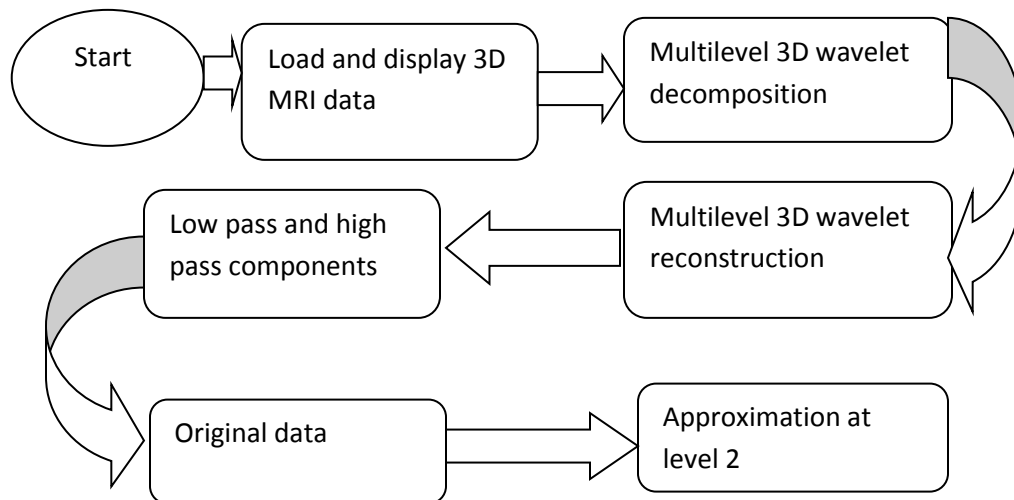 Start
Load and display 3D
MRI data
Multilevel 3D wavelet
decomposition
Multilevel 3D wavelet
reconstruction
Low pass and high
pass components
Original data
Approximation at
level 2